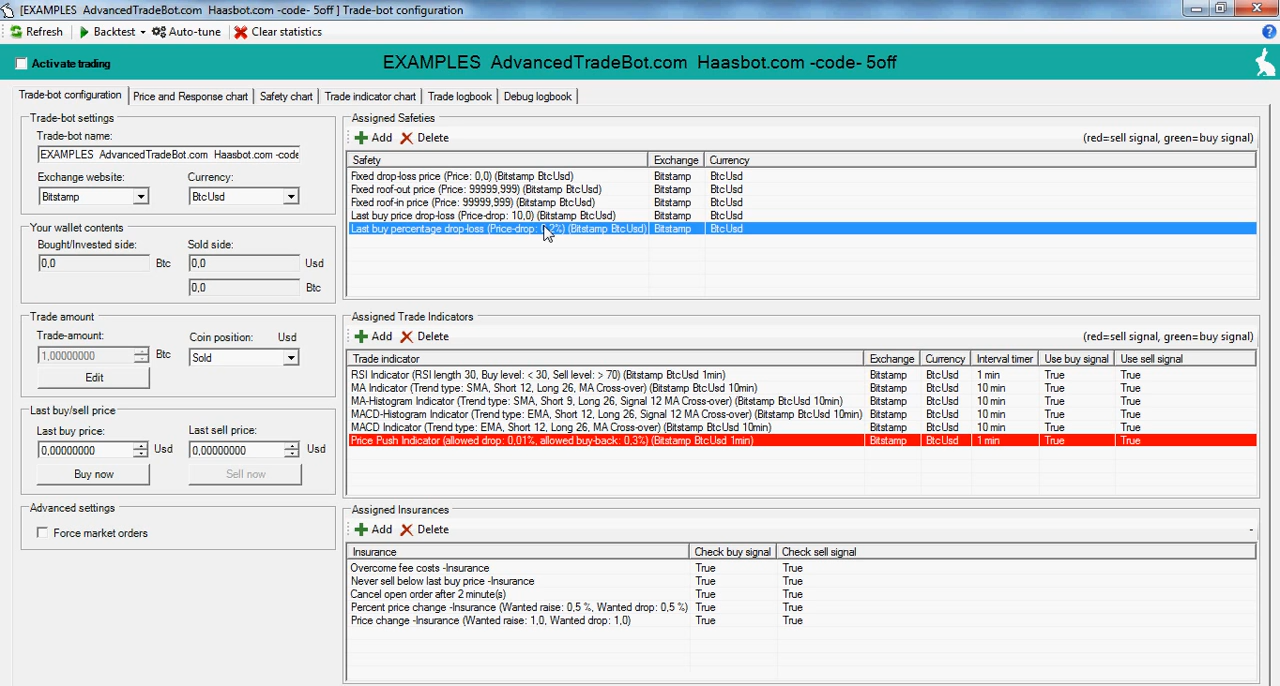 [EXAMPLES  AdvancedTradeBot.com  Haasbot.com -code- 5off ] Trade-bot configuration
Refresh Backtest Auto-tune Clear statistics
Activate trading EXAMPLES  AdvancedTradeBot.com  Haasbot.com -code- 5off
Trade-bot configuration Price and Response chart Safety chart Trade indicator chart Trade logbook Debug logbook
Trade-bot settings
Trade-bot name:
EXAMPLES  AdvancedTradeBot.com  Haasbot.com -code
Exchange website: Currency:
Bitstamp BtcUsd
Your wallet contents
Bought/Invested side: Sold side:
0,0 Btc 0,0 Usd
0,0 Btc
Trade amount
Trade-amount: Coin position: Usd
1,00000000 Btc Sold
Edit
Last buy/sell price
Last buy price: Last sell price:
0,00000000 Usd 0,00000000 Usd
Buy now Sell now
Advanced settings
Force market orders
Assigned Safeties
Add Delete (red=sell signal, green=buy signal)
Safety Exchange Currency
Fixed drop-loss price (Price: 0,0) (Bitstamp BtcUsd) Bitstamp BtcUsd
Fixed roof-out price (Price: 99999,999) (Bitstamp BtcUsd) Bitstamp BtcUsd
Fixed roof-in price (Price: 99999,999) (Bitstamp BtcUsd) Bitstamp BtcUsd
Last buy price drop-loss (Price-drop: 10,0) (Bitstamp BtcUsd) Bitstamp BtcUsd
Last buy percentage drop-loss (Price-drop: 0,2%) (Bitstamp BtcUsd) Bitstamp BtcUsd
Assigned Trade Indicators
Add Delete (red=sell signal, green=buy signal)
Trade indicator Exchange Currency Interval timer Use buy signal Use sell signal
RSI Indicator (RSI length 30, Buy level: < 30, Sell level: > 70) (Bitstamp BtcUsd 1min) Bitstamp BtcUsd 1 min True True
MA Indicator (Trend type: SMA, Short 12, Long 26, MA Cross-over) (Bitstamp BtcUsd 10min) Bitstamp BtcUsd 10 min True True
MA-Histogram Indicator (Trend type: SMA, Short 9, Long 26, Signal 12 MA Cross-over) (Bitstamp BtcUsd 10min) Bitstamp BtcUsd 10 min True True
MACD-Histogram Indicator (Trend type: EMA, Short 12, Long 26, Signal 12 MA Cross-over) (Bitstamp BtcUsd 10min) Bitstamp BtcUsd 10 min True True
MACD Indicator (Trend type: EMA, Short 12, Long 26, MA Cross-over) (Bitstamp BtcUsd 10min) Bitstamp BtcUsd 10 min True True
Price Push Indicator (allowed drop: 0,01%, allowed buy-back: 0,3%) (Bitstamp BtcUsd 1min) Bitstamp BtcUsd 1 min True True
Assigned Insurances
Add Delete -
Insurance Check buy signal Check sell signal
Overcome fee costs -Insurance True True
Never sell below last buy price -Insurance True True
Cancel open order after 2 minute(s) True True
Percent price change -Insurance (Wanted raise: 0,5 %, Wanted drop: 0,5 %) True True
Price change -Insurance (Wanted raise: 1,0, Wanted drop: 1,0) True True